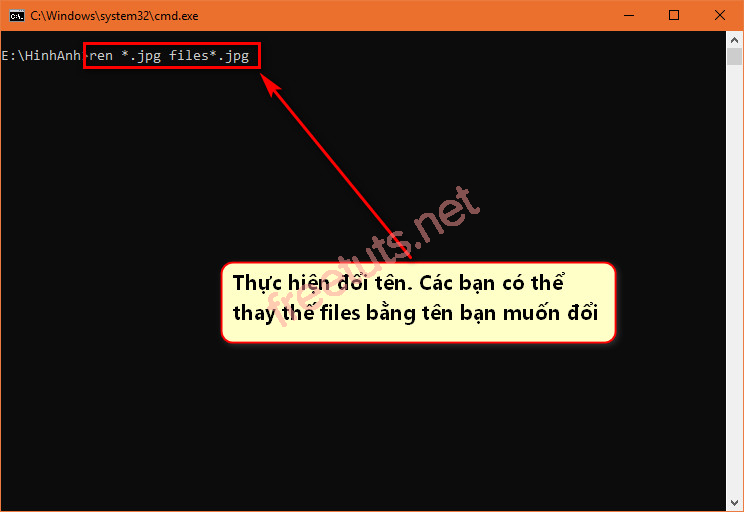 C:\Windows\system32\cmd.exe
E:\HinhAnh>ren *.jpg files*.jpg
freetuts.net
Thực hiện đổi tên. Các bạn có thể
thay thế files bằng tên bạn muốn đổi